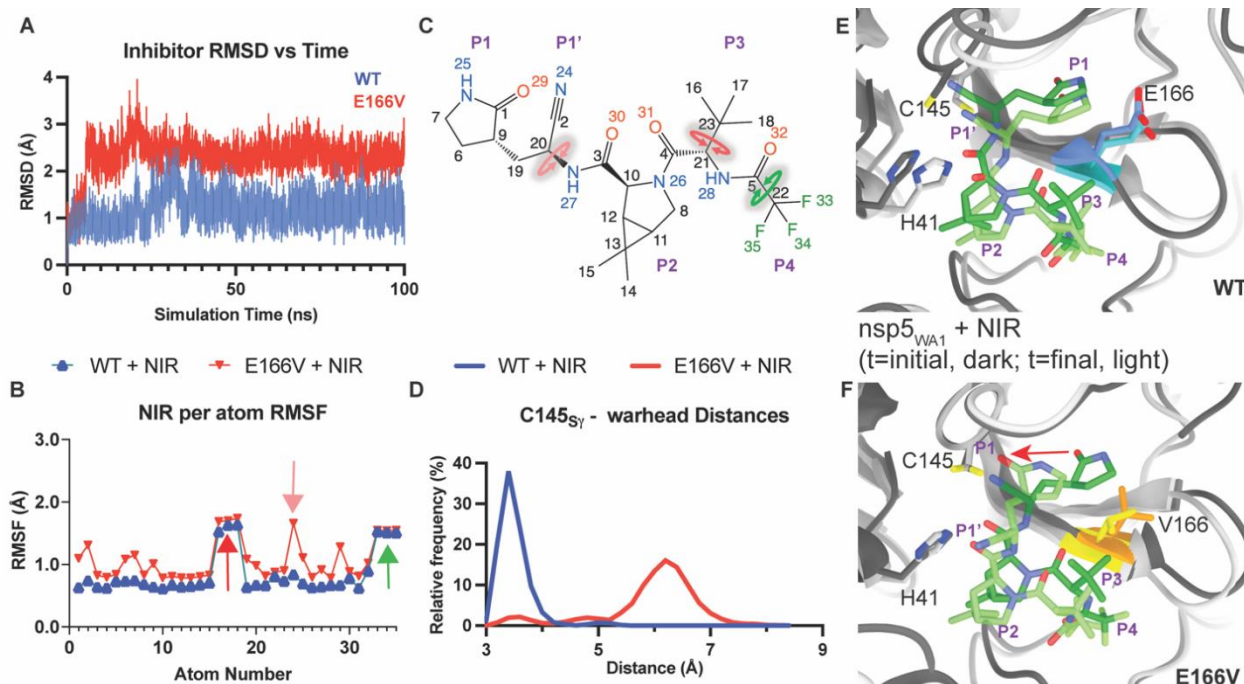 A
Inhibitor RMSD vs Time
WT
E166V
RMSD (Å)
4
3
2
1
0
0
50
100
Simulation Time (ns)
WT + NIR
E166V + NIR
B
NIR per atom RMSF
RMSF (Å)
3.0
2.0
1.0
0.0
0
10
20
30
Atom Number
C
P1
P1’
P3
25
H
N
O
29
24
N
7
1
2
6
9
20
19
30
O
3
N
H
27
10
12
13
15
14
11
8
N
26
P2
31
O
4
16
17
23
18
21
N
H
28
32
O
5
22
F
33
F
34
F
35
P4
WT + NIR
E166V + NIR
D
C145Sγ - warhead Distances
Relative frequency (%)
40
30
20
10
0
3
5
7
9
Distance (Å)
E
P1
C145
E166
P1’
H41
P3
P2
P4
WT
nsp5WA1 + NIR
(t=initial, dark; t=final, light)
F
P1
C145
V166
P1’
H41
P3
P2
P4
E166V